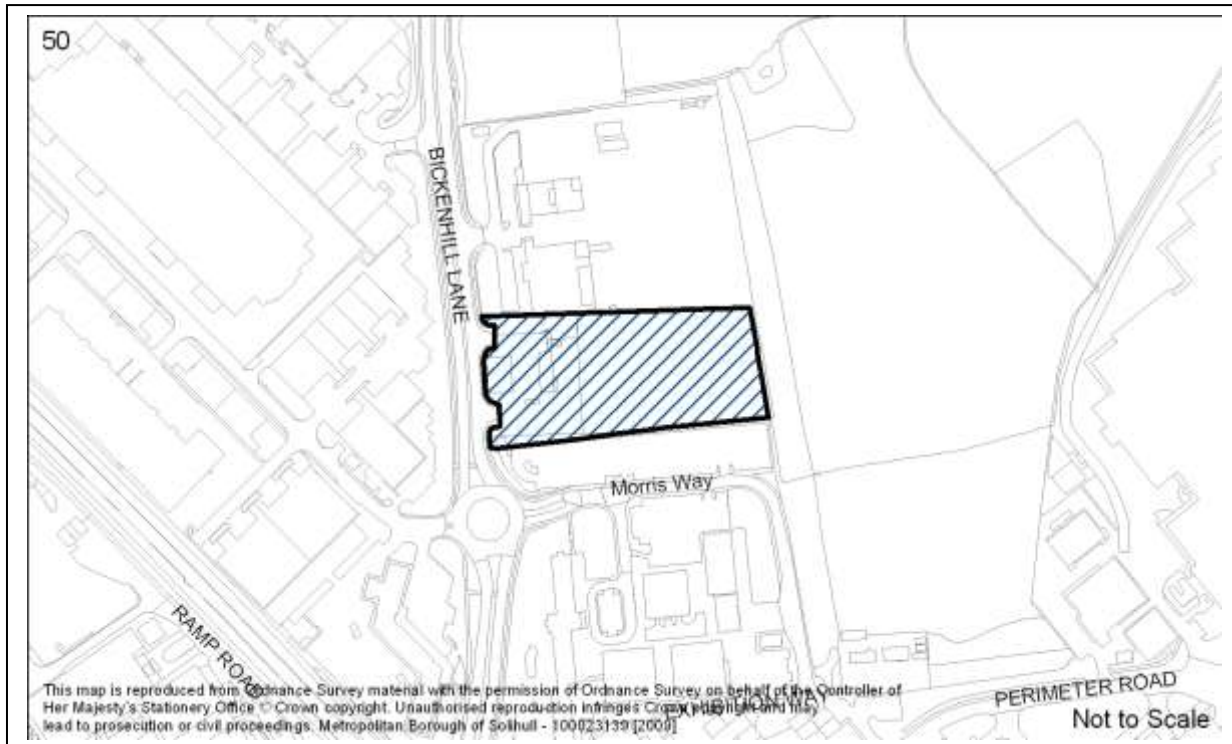 50
BICKENHILL LANE
Morris Way
RAMP ROAD
PERIMETER ROAD
This map is reproduced from Ordnance Survey material with the permission of Ordnance Survey on behalf of the Controller of
Her Majesty's Stationery Office © Crown copyright. Unauthorised reproduction infringes Crown copyright and may
lead to prosecution or civil proceedings. Metropolitan Borough of Solihull - 100023139 [2009]
Not to Scale